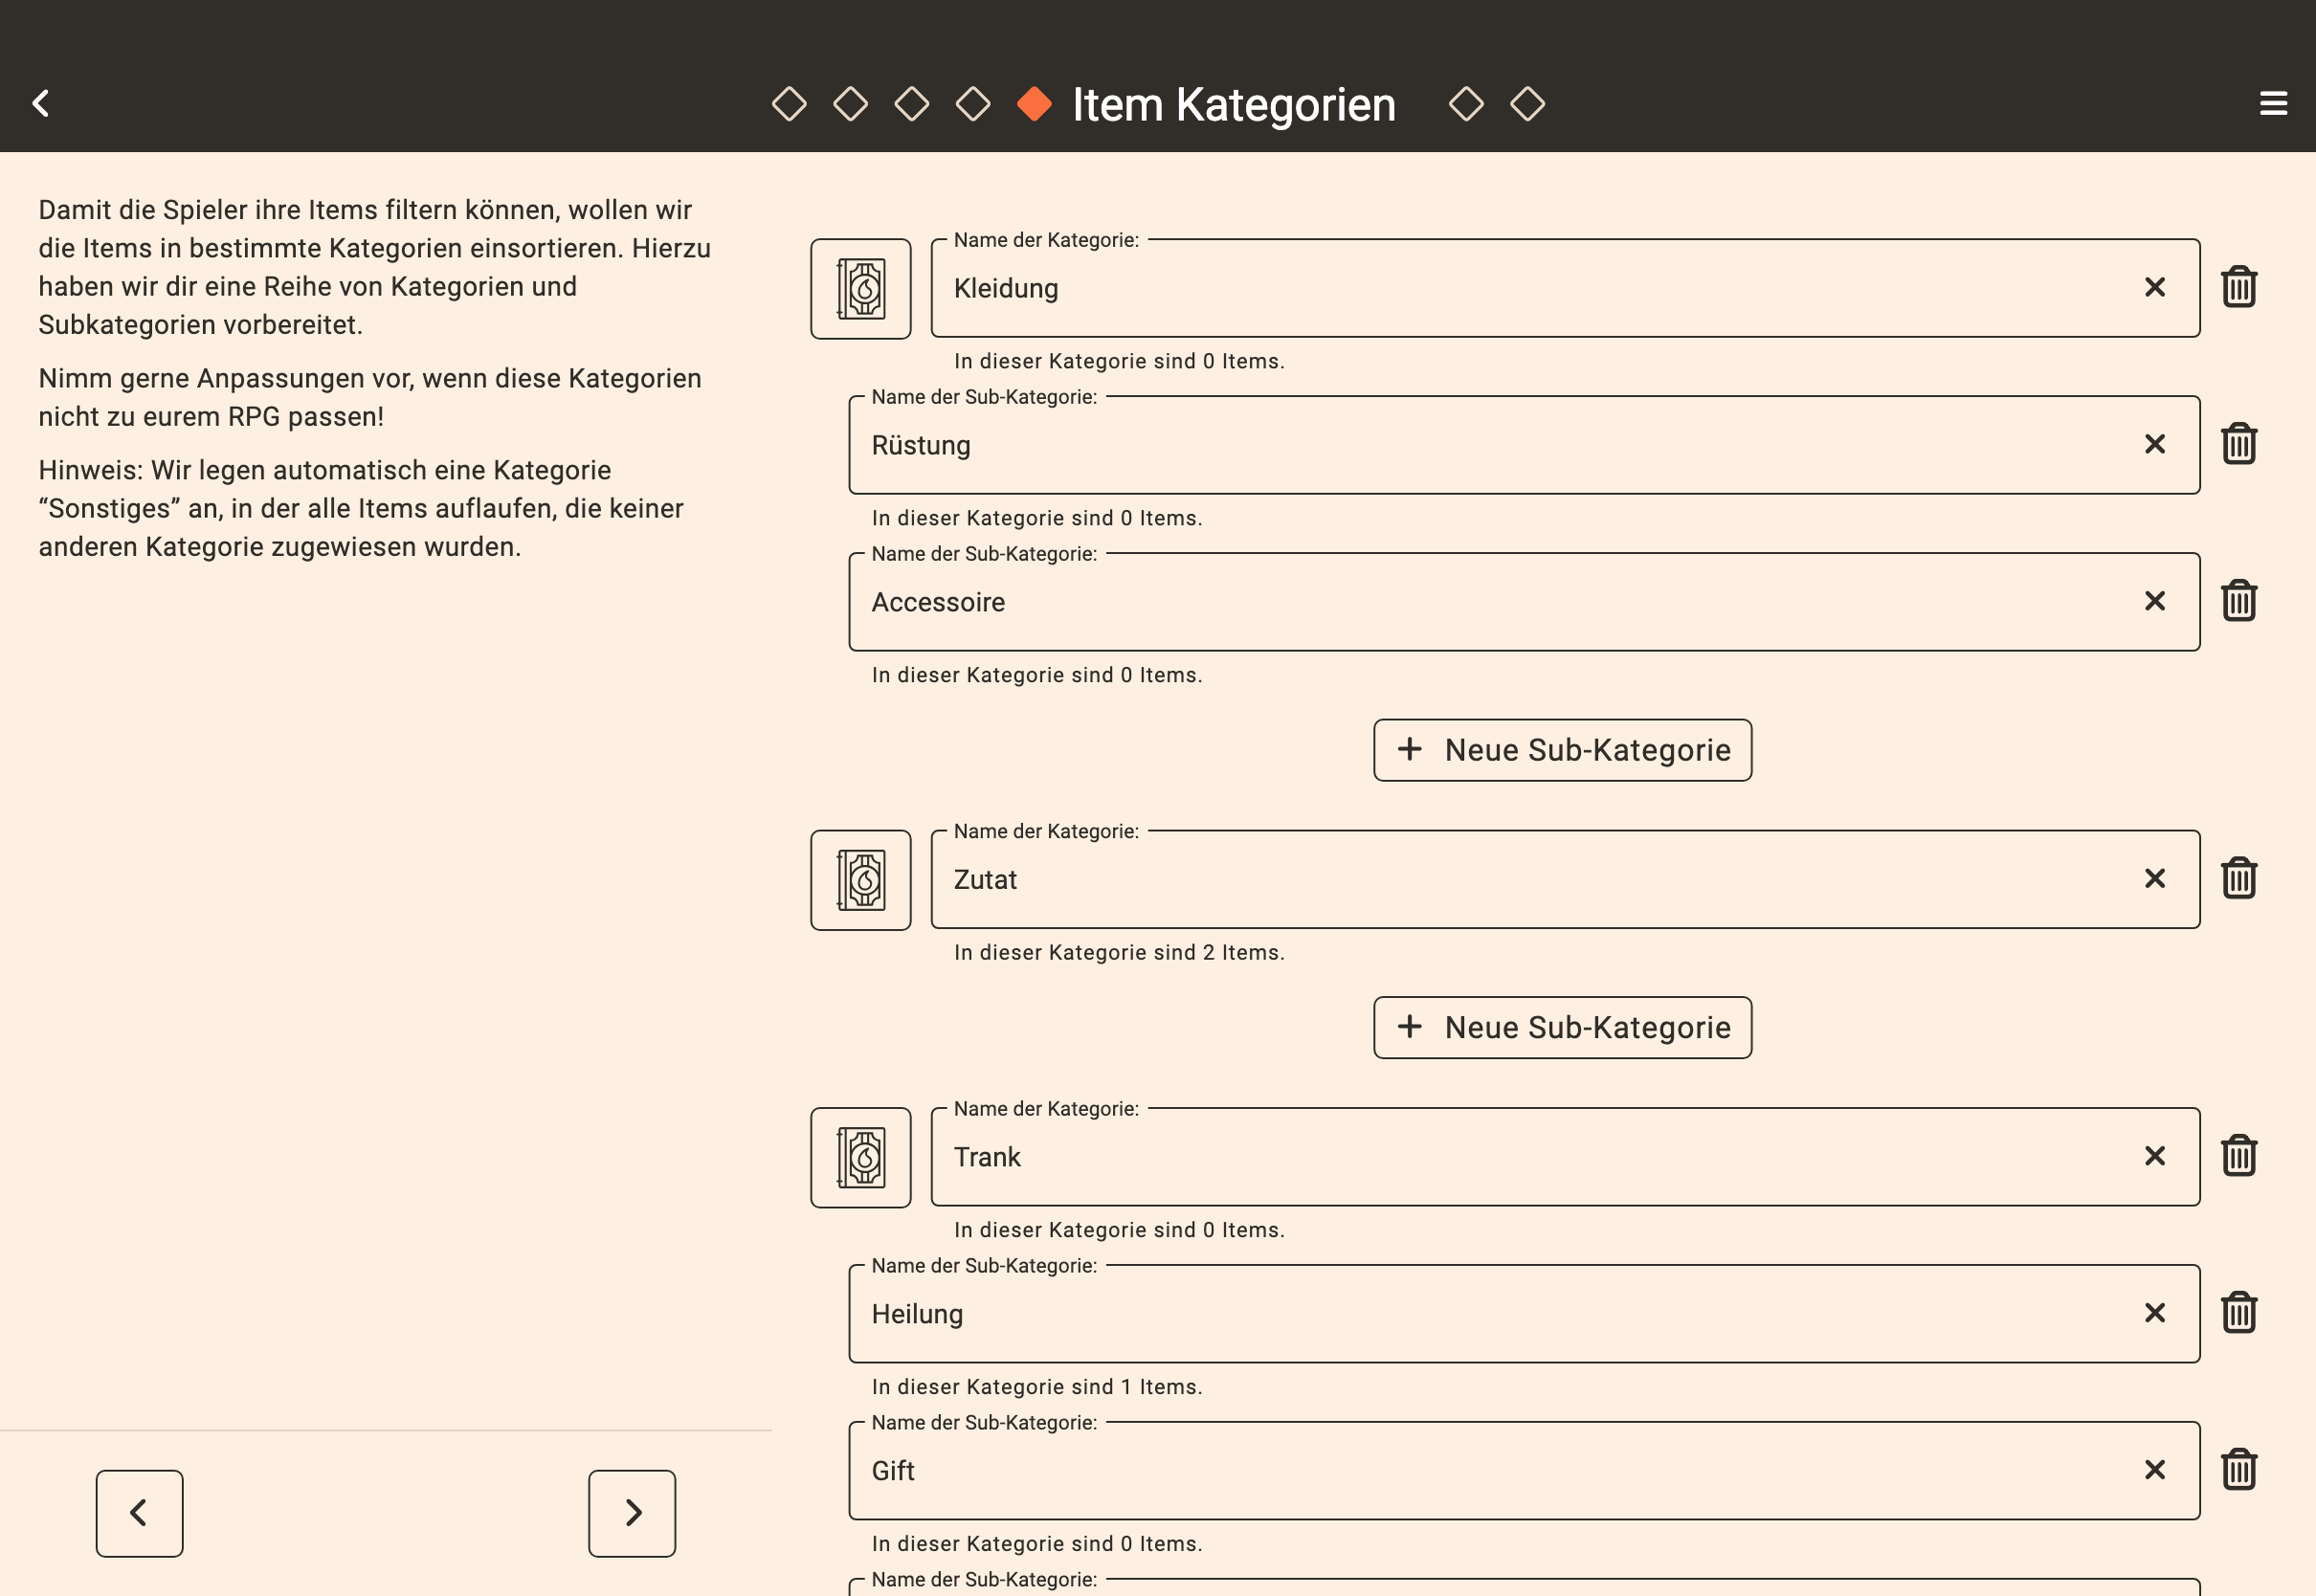 Item Kategorien
Damit die Spieler ihre Items filtern können, wollen wir
die Items in bestimmte Kategorien einsortieren. Hierzu
haben wir dir eine Reihe von Kategorien und
Subkategorien vorbereitet.
Nimm gerne Anpassungen vor, wenn diese Kategorien
nicht zu eurem RPG passen!
Hinweis: Wir legen automatisch eine Kategorie
“Sonstiges” an, in der alle Items auflaufen, die keiner
anderen Kategorie zugewiesen wurden.
Name der Kategorie:
Kleidung
In dieser Kategorie sind 0 Items.
Name der Sub-Kategorie:
Rüstung
In dieser Kategorie sind 0 Items.
Name der Sub-Kategorie:
Accessoire
In dieser Kategorie sind 0 Items.
+ Neue Sub-Kategorie
Name der Kategorie:
Zutat
In dieser Kategorie sind 2 Items.
+ Neue Sub-Kategorie
Name der Kategorie:
Trank
In dieser Kategorie sind 0 Items.
Name der Sub-Kategorie:
Heilung
In dieser Kategorie sind 1 Items.
Name der Sub-Kategorie:
Gift
In dieser Kategorie sind 0 Items.
Name der Sub-Kategorie: